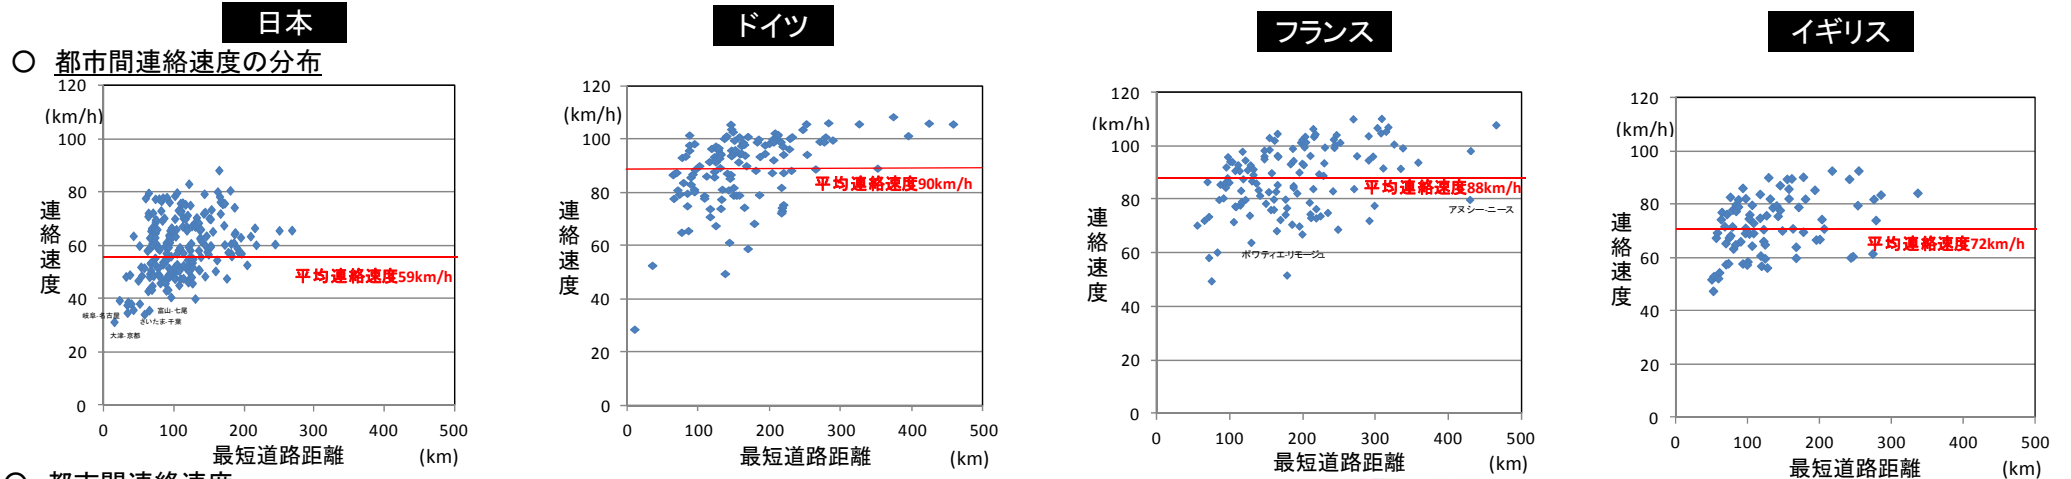 日本
ドイツ
フランス
イギリス
○ 都市間連絡速度の分布
120
(km/h)
100
80
60
40
20
0
連絡速度
平均連絡速度59km/h
岐阜-名古屋
富山-七尾
さいたま-千葉
大津-京都
0 100 200 300 400 500
最短道路距離 (km)
120
(km/h)
100
80
60
40
20
0
連絡速度
平均連絡速度90km/h
0 100 200 300 400 500
最短道路距離 (km)
120
(km/h)
100
80
60
40
20
0
連絡速度
平均連絡速度88km/h
アヌシー-ニース
ポワティエ-リモージュ
0 100 200 300 400 500
最短道路距離 (km)
120
(km/h)
100
80
60
40
20
0
連絡速度
平均連絡速度72km/h
0 100 200 300 400 500
最短道路距離 (km)
○ 都市間連絡速度